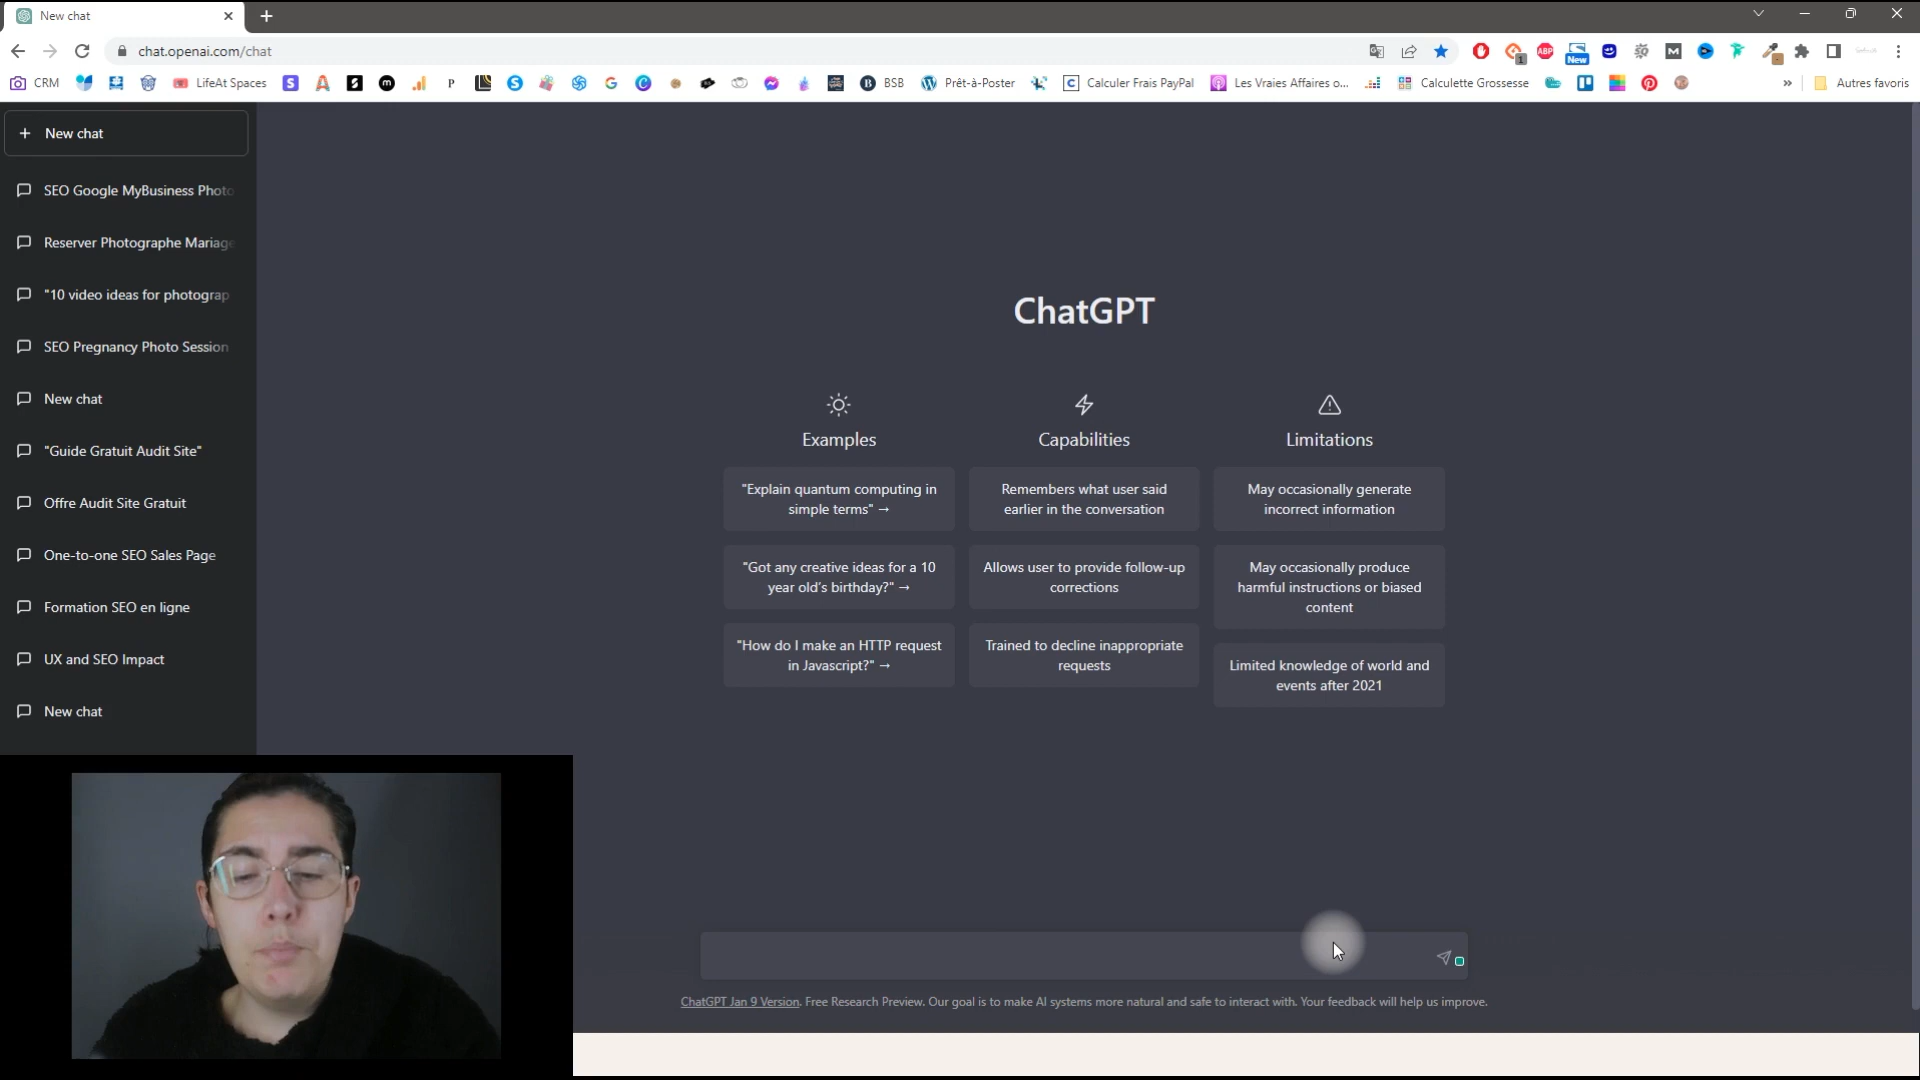 New chat
chat.openai.com/chat
New
1
ABP
CRM
LifeAt Spaces
BSB
Prêt-à-Poster
Calculer Frais PayPal
Les Vraies Affaires o...
Calculette Grossesse
»
Autres favoris
+ New chat
SEO Google MyBusiness Photo
Reserver Photographe Mariage
"10 video ideas for photograp
SEO Pregnancy Photo Session
New chat
"Guide Gratuit Audit Site"
Offre Audit Site Gratuit
One-to-one SEO Sales Page
Formation SEO en ligne
UX and SEO Impact
New chat
ChatGPT
Examples
"Explain quantum computing in
simple terms" →
"Got any creative ideas for a 10
year old's birthday?" →
"How do I make an HTTP request
in Javascript?" →
Capabilities
Remembers what user said
earlier in the conversation
Allows user to provide follow-up
corrections
Trained to decline inappropriate
requests
Limitations
May occasionally generate
incorrect information
May occasionally produce
harmful instructions or biased
content
Limited knowledge of world and
events after 2021
ChatGPT Jan 9 Version. Free Research Preview. Our goal is to make AI systems more natural and safe to interact with. Your feedback will help us improve.